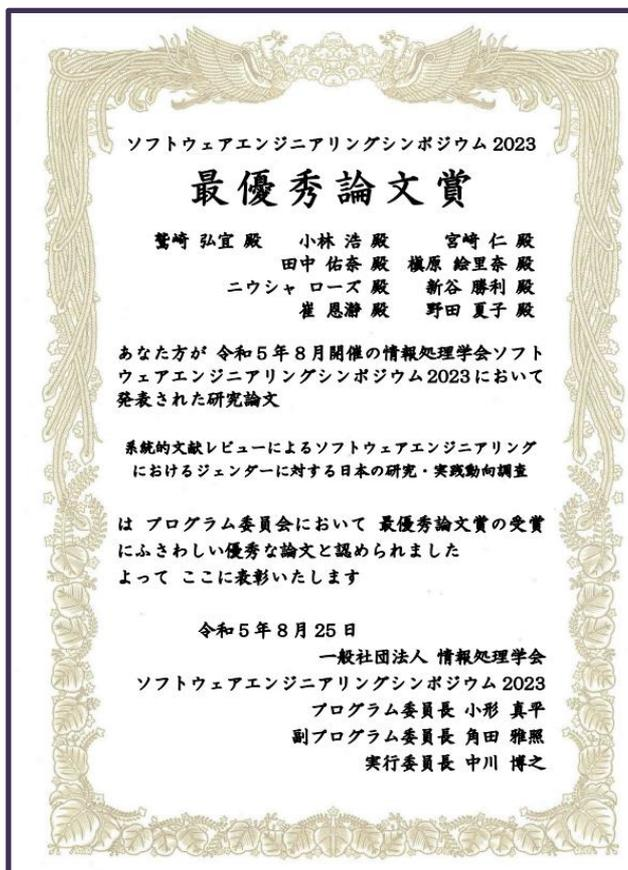 ソフトウェアエンジニアリングシンポジウム 2023
最優秀論文賞
鷲崎 弘宜 殿 小林 浩 殿 宮崎 仁 殿
田中 佑奈 殿 槇原 絵里奈 殿
ニウシャ ローズ 殿 新谷 勝利 殿
崔 恩瀞 殿 野田 夏子 殿
あなた方が 令和5年8月開催の情報処理学会ソフト
ウェアエンジニアリングシンポジウム2023において
発表された研究論文
系統的文献レビューによるソフトウェアエンジニアリング
におけるジェンダーに対する日本の研究・実践動向調査
は プログラム委員会において 最優秀論文賞の受賞
にふさわしい優秀な論文と認められました
よって ここに表彰いたします
令和5年8月25日
一般社団法人 情報処理学会
ソフトウェアエンジニアリングシンポジウム 2023
プログラム委員長 小形 真平
副プログラム委員長 角田 雅照
実行委員長 中川 博之